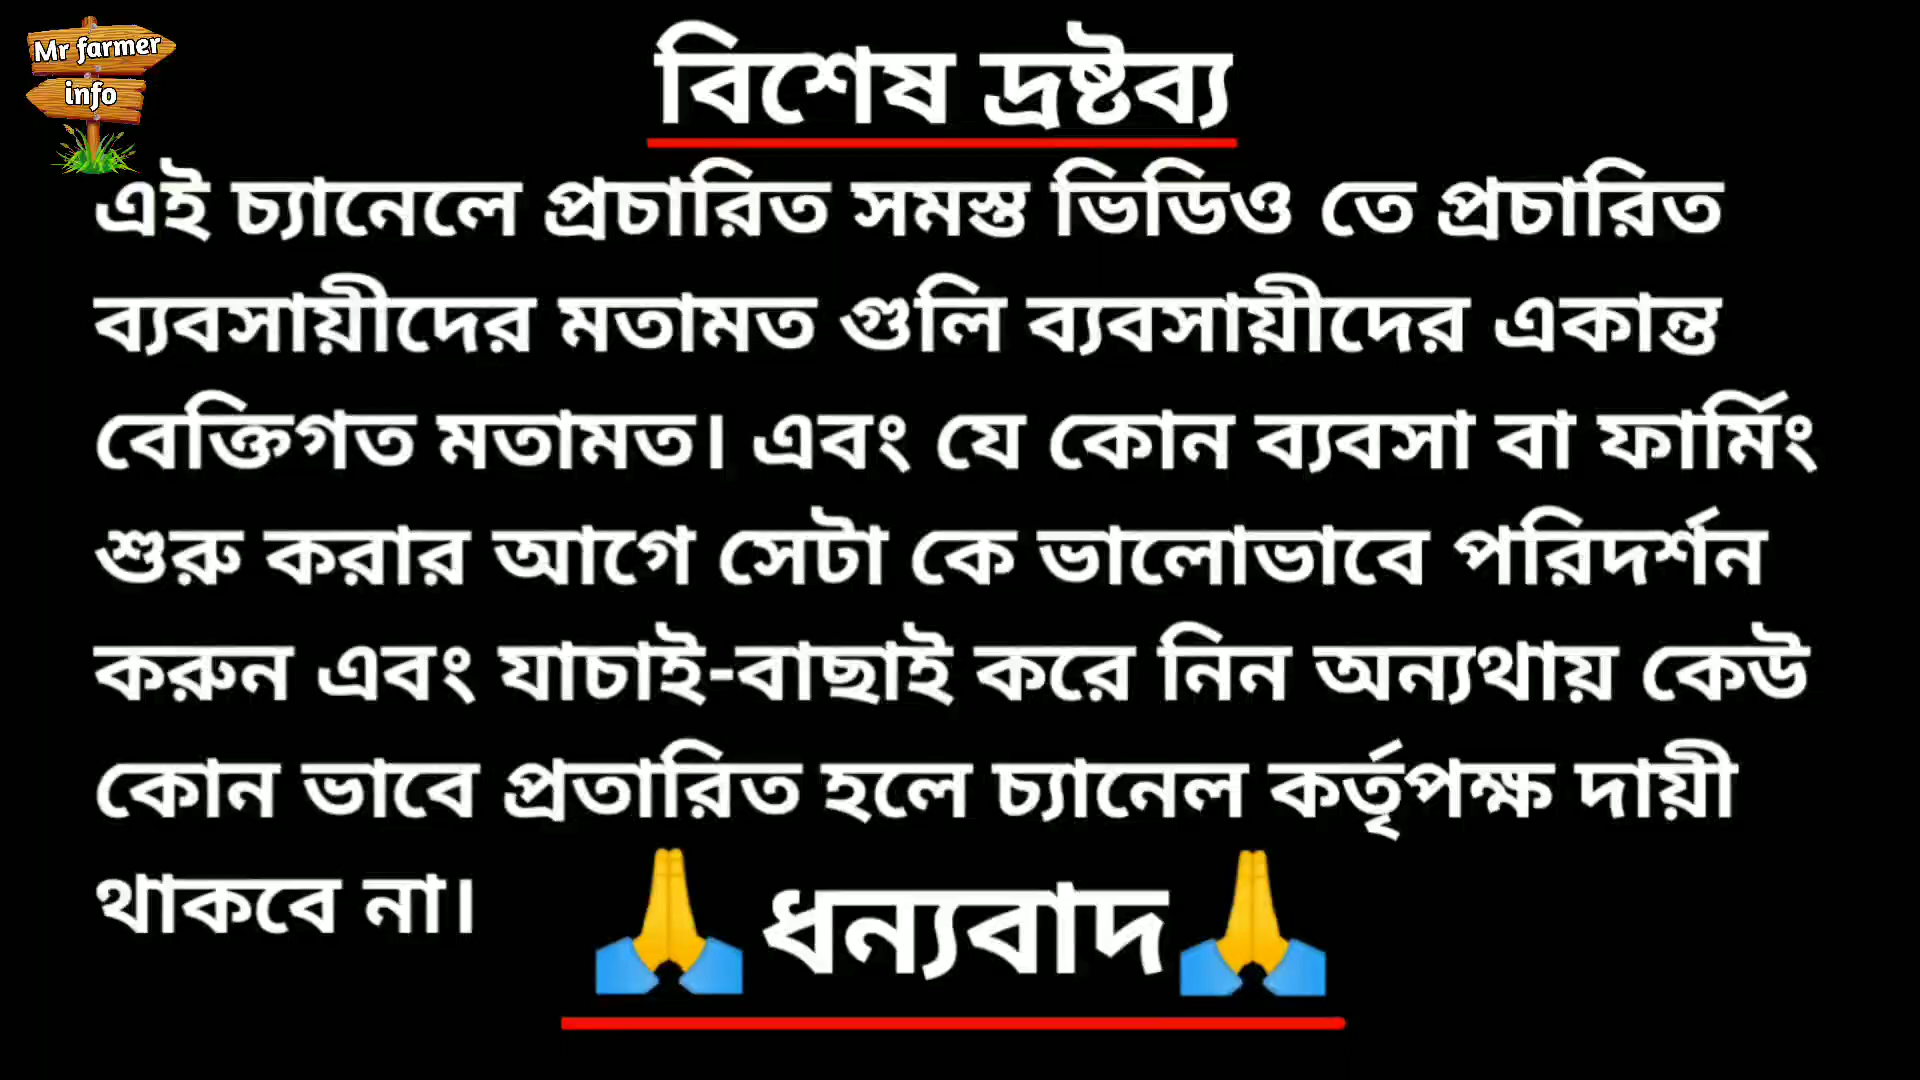 Mr farmer
info
বিশেষ দ্রষ্টব্য
এই চ্যানেলে প্রচারিত সমস্ত ভিডিও তে প্রচারিত
ব্যবসায়ীদের মতামত গুলি ব্যবসায়ীদের একান্ত
বেক্তিগত মতামত। এবং যে কোন ব্যবসা বা ফার্মিং
শুরু করার আগে সেটা কে ভালোভাবে পরিদর্শন
করুন এবং যাচাই-বাছাই করে নিন অন্যথায় কেউ
কোন ভাবে প্রতারিত হলে চ্যানেল কর্তৃপক্ষ দায়ী
থাকবে না।
🙏ধন্যবাদ🙏